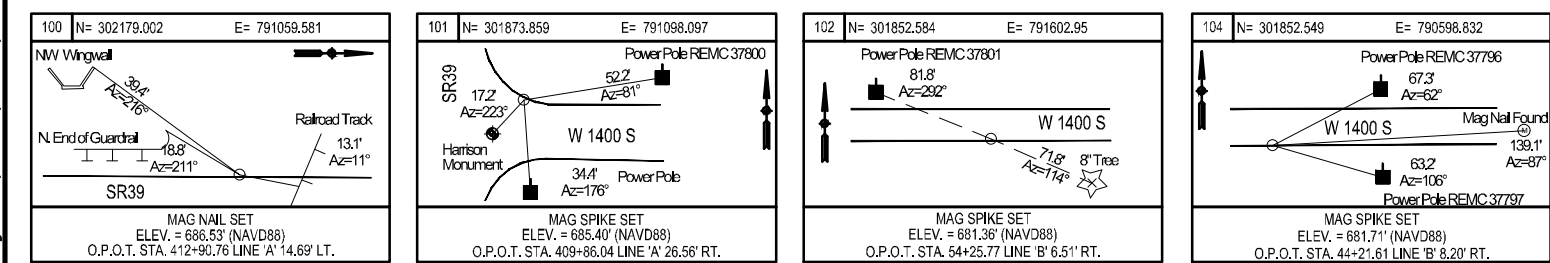 100 N= 302179.002 E= 791059.581
NW Wingwall
39.4'
Az=216°
Railroad Track
13.1'
Az=11°
N. End of Guardrail
18.8'
Az=211°
SR39
MAG NAIL SET
ELEV. = 686.53' (NAVD88)
O.P.O.T. STA. 412+90.76 LINE 'A' 14.69' LT.
101 N= 301873.859 E= 791098.097
Power Pole REMC 37800
SR39
52.2'
Az=81°
17.2'
Az=223°
W 1400 S
Harrison
Monument
34.4'
Az=176°
Power Pole
MAG SPIKE SET
ELEV. = 685.40' (NAVD88)
O.P.O.T. STA. 409+86.04 LINE 'A' 26.56' RT.
102 N= 301852.584 E= 791602.95
Power Pole REMC 37801
81.8'
Az=292°
W 1400 S
71.8'
Az=114°
8" Tree
MAG SPIKE SET
ELEV. = 681.36' (NAVD88)
O.P.O.T. STA. 54+25.77 LINE 'B' 6.51' RT.
104 N= 301852.549 E= 790598.832
Power Pole REMC 37796
67.3'
Az=62°
Mag Nail Found
M
W 1400 S
139.1'
Az=87°
63.2'
Az=106°
Power Pole REMC 37797
MAG SPIKE SET
ELEV. = 681.71' (NAVD88)
O.P.O.T. STA. 44+21.61 LINE 'B' 8.20' RT.